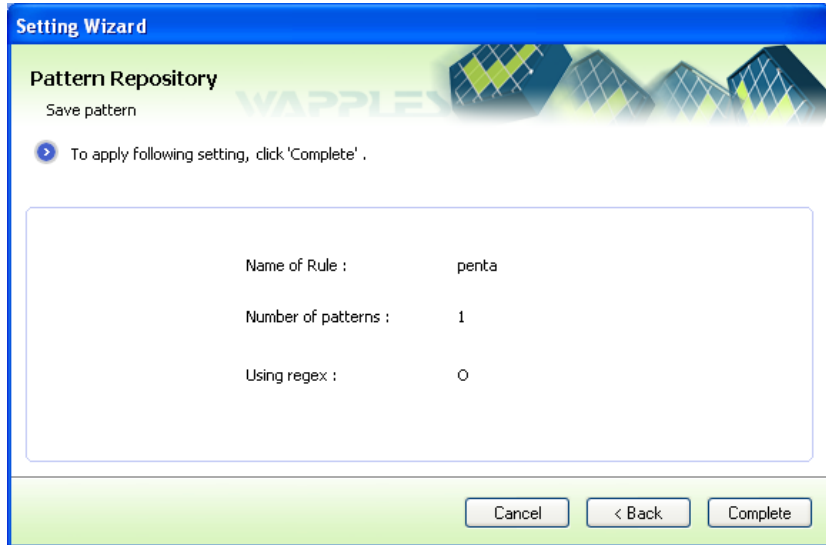 Setting Wizard
Pattern Repository
Save pattern
WAPPLES
To apply following setting, click 'Complete' .
Name of Rule : penta
Number of patterns : 1
Using regex : O
Cancel < Back Complete